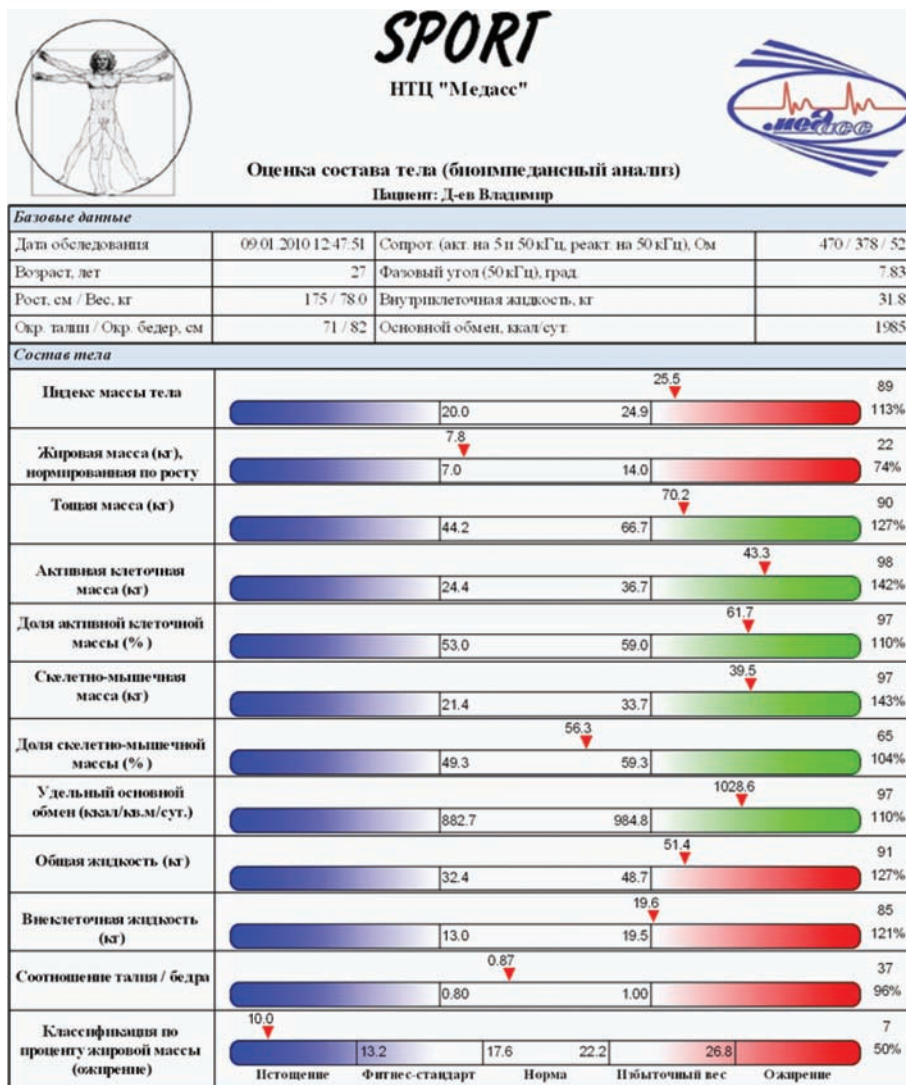 SPORT
НТЦ "Медасс"
медасс
Оценка состава тела (биоимпедансный анализ)
Пациент: Д-ев Владимир
Базовые данные
Дата обследования 09.01.2010 12:47:51 Сопрот. (акт. на 5 и 50 кГц, реакт. на 50 кГц), Ом 470 / 378 / 52
Возраст, лет 27 Фазовый угол (50 кГц), град. 7.83
Рост, см / Вес, кг 175 / 78.0 Внутриклеточная жидкость, кг 31.8
Окр. талии / Окр. бедер, см 71 / 82 Основной обмен, ккал/сут. 1985
Состав тела
Индекс массы тела 25.5 89
20.0 24.9 113%
Жировая масса (кг), 7.8 22
нормированная по росту 7.0 14.0 74%
Тощая масса (кг) 70.2 90
44.2 66.7 127%
Активная клеточная 43.3 98
масса (кг) 24.4 36.7 142%
Доля активной клеточной 61.7 97
массы (%) 53.0 59.0 110%
Скелетно-мышечная 39.5 97
масса (кг) 21.4 33.7 143%
Доля скелетно-мышечной 56.3 65
массы (%) 49.3 59.3 104%
Удельный основной 1028.6 97
обмен (ккал/кв.м/сут.) 882.7 984.8 110%
Общая жидкость (кг) 51.4 91
32.4 48.7 127%
Внеклеточная жидкость 19.6 85
(кг) 13.0 19.5 121%
Соотношение талия / бедра 0.87 37
0.80 1.00 96%
Классификация по 10.0 7
проценту жировой массы 13.2 17.6 22.2 26.8 50%
(ожирение) Истощение Фитнес-стандарт Норма Избыточный вес Ожирение